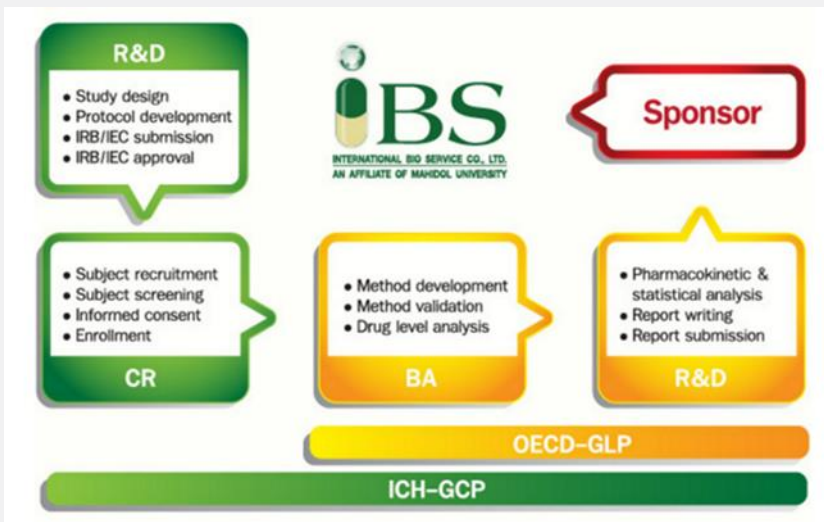 R&D
• Study design
• Protocol development
• IRB/IEC submission
• IRB/IEC approval
iBS
INTERNATIONAL BIO SERVICE CO., LTD.
AN AFFILIATE OF MAHIDOL UNIVERSITY
Sponsor
• Subject recruitment
• Subject screening
• Informed consent
• Enrollment
CR
• Method development
• Method validation
• Drug level analysis
BA
• Pharmacokinetic &
statistical analysis
• Report writing
• Report submission
R&D
OECD–GLP
ICH–GCP